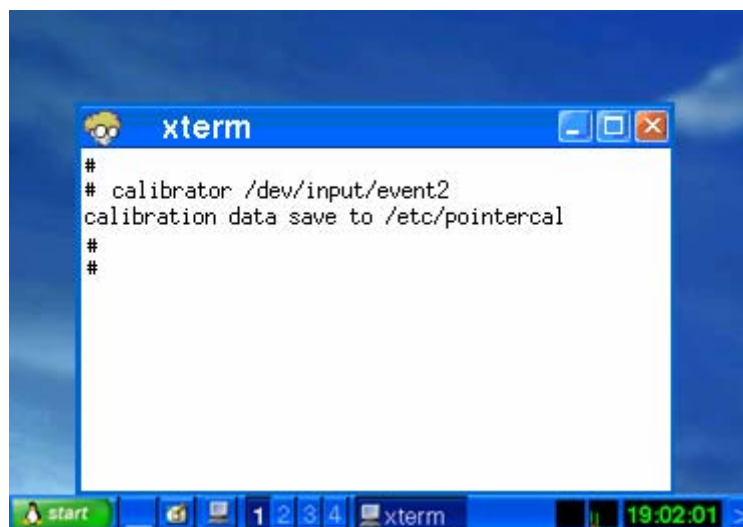 xterm
#
# calibrator /dev/input/event2
calibration data save to /etc/pointercal
#
#
start 1 2 3 4 xterm 19:02:01 >